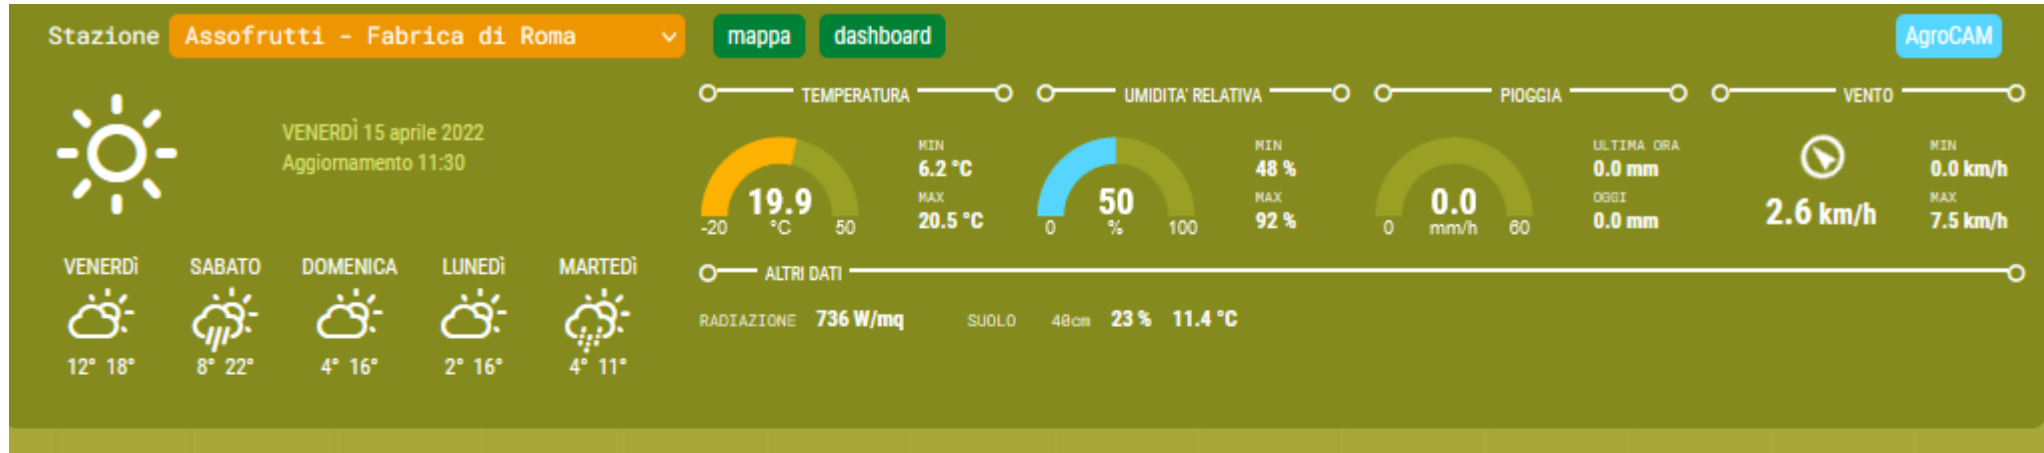 Stazione Assofrutti - Fabrica di Roma mappa dashboard AgroCAM
VENERDÌ 15 aprile 2022
Aggiornamento 11:30
VENERDì SABATO DOMENICA LUNEDì MARTEDì
12° 18° 8° 22° 4° 16° 2° 16° 4° 11°
TEMPERATURA
19.9
°C
-20 50
MIN
6.2 °C
MAX
20.5 °C
UMIDITA' RELATIVA
50
%
0 100
MIN
48 %
MAX
92 %
PIOGGIA
0.0
mm/h
0 60
ULTIMA ORA
0.0 mm
OGGI
0.0 mm
VENTO
2.6 km/h
MIN
0.0 km/h
MAX
7.5 km/h
ALTRI DATI
RADIAZIONE 736 W/mq SUOLO 40cm 23 % 11.4 °C